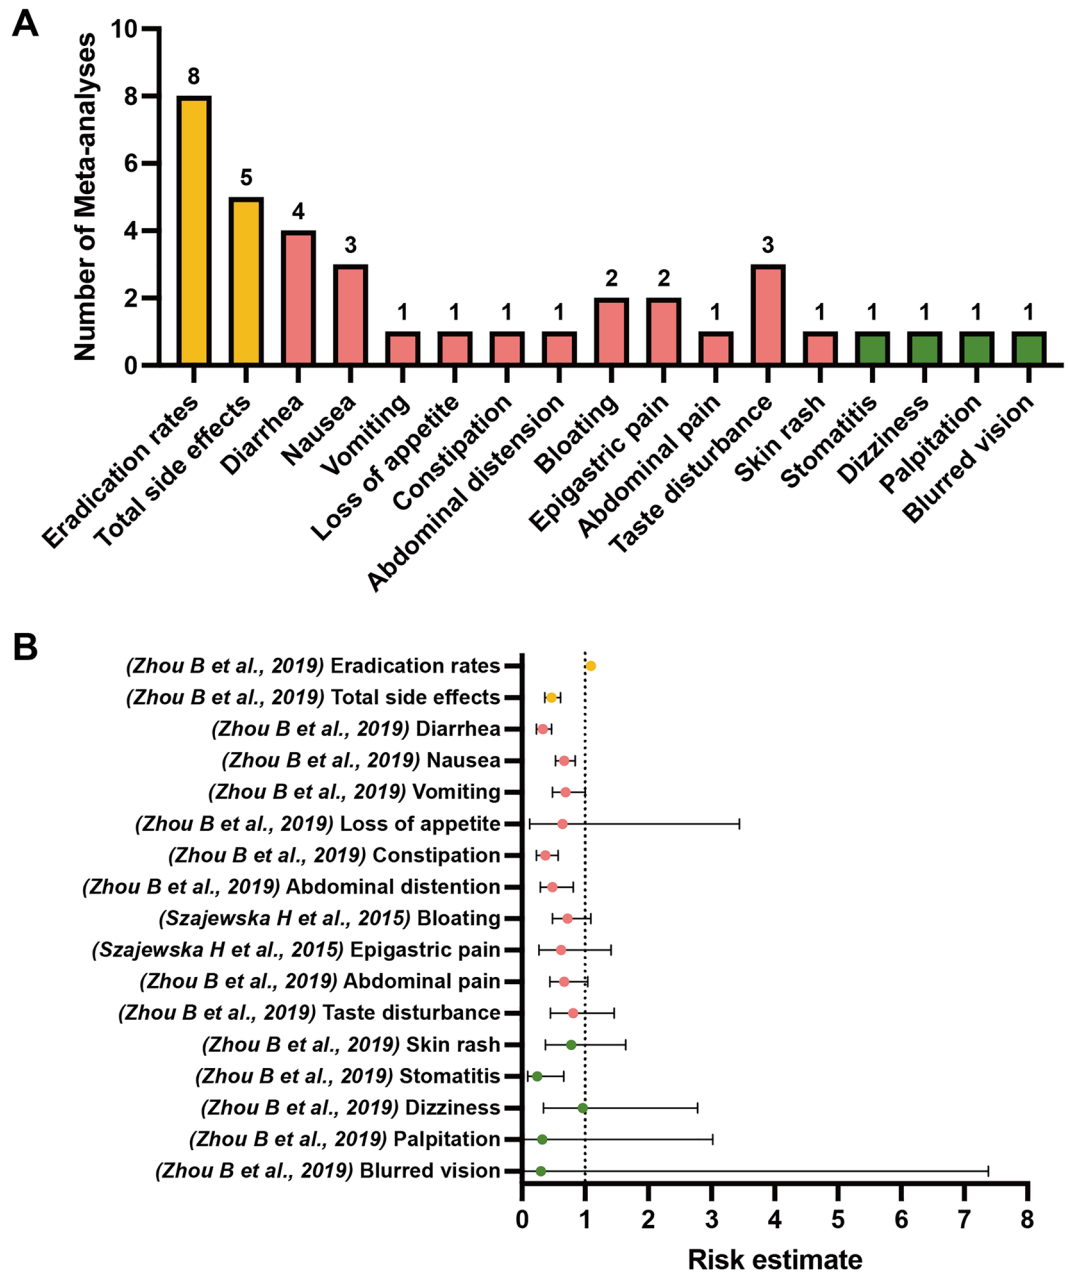 A
Number of Meta-analyses
10
8
6
4
2
0
8
5
4
3
1
1
1
1
2
2
1
3
1
1
1
1
1
Eradication rates
Total side effects
Diarrhea
Nausea
Vomiting
Loss of appetite
Constipation
Abdominal distension
Bloating
Epigastric pain
Abdominal pain
Taste disturbance
Skin rash
Stomatitis
Dizziness
Palpitation
Blurred vision
B
(Zhou B et al., 2019) Eradication rates
(Zhou B et al., 2019) Total side effects
(Zhou B et al., 2019) Diarrhea
(Zhou B et al., 2019) Nausea
(Zhou B et al., 2019) Vomiting
(Zhou B et al., 2019) Loss of appetite
(Zhou B et al., 2019) Constipation
(Zhou B et al., 2019) Abdominal distention
(Szajewska H et al., 2015) Bloating
(Szajewska H et al., 2015) Epigastric pain
(Zhou B et al., 2019) Abdominal pain
(Zhou B et al., 2019) Taste disturbance
(Zhou B et al., 2019) Skin rash
(Zhou B et al., 2019) Stomatitis
(Zhou B et al., 2019) Dizziness
(Zhou B et al., 2019) Palpitation
(Zhou B et al., 2019) Blurred vision
0 1 2 3 4 5 6 7 8
Risk estimate